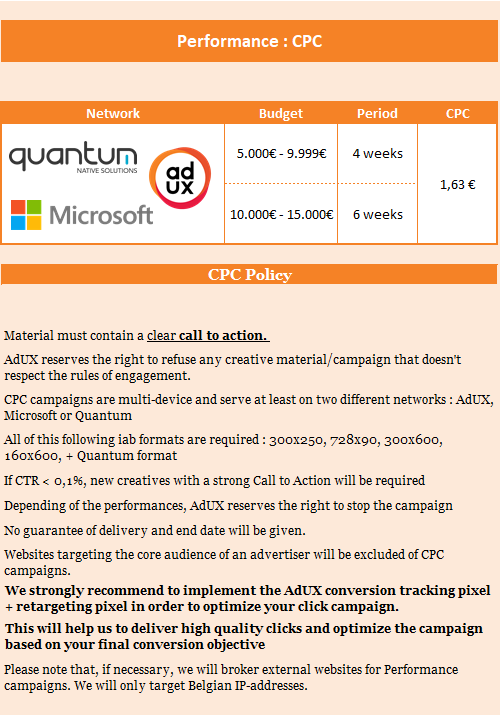 Performance : CPC
Network Budget Period CPC
quantum
NATIVE SOLUTIONS
ad
ux
Microsoft
5.000€ - 9.999€ 4 weeks
1,63 €
10.000€ - 15.000€ 6 weeks
CPC Policy
Material must contain a clear call to action.
AdUX reserves the right to refuse any creative material/campaign that doesn't
respect the rules of engagement.
CPC campaigns are multi-device and serve at least on two different networks : AdUX,
Microsoft or Quantum
All of this following iab formats are required : 300x250, 728x90, 300x600,
160x600, + Quantum format
If CTR < 0,1%, new creatives with a strong Call to Action will be required
Depending of the performances, AdUX reserves the right to stop the campaign
No guarantee of delivery and end date will be given.
Websites targeting the core audience of an advertiser will be excluded of CPC
campaigns.
We strongly recommend to implement the AdUX conversion tracking pixel
+ retargeting pixel in order to optimize your click campaign.
This will help us to deliver high quality clicks and optimize the campaign
based on your final conversion objective
Please note that, if necessary, we will broker external websites for Performance
campaigns. We will only target Belgian IP-addresses.